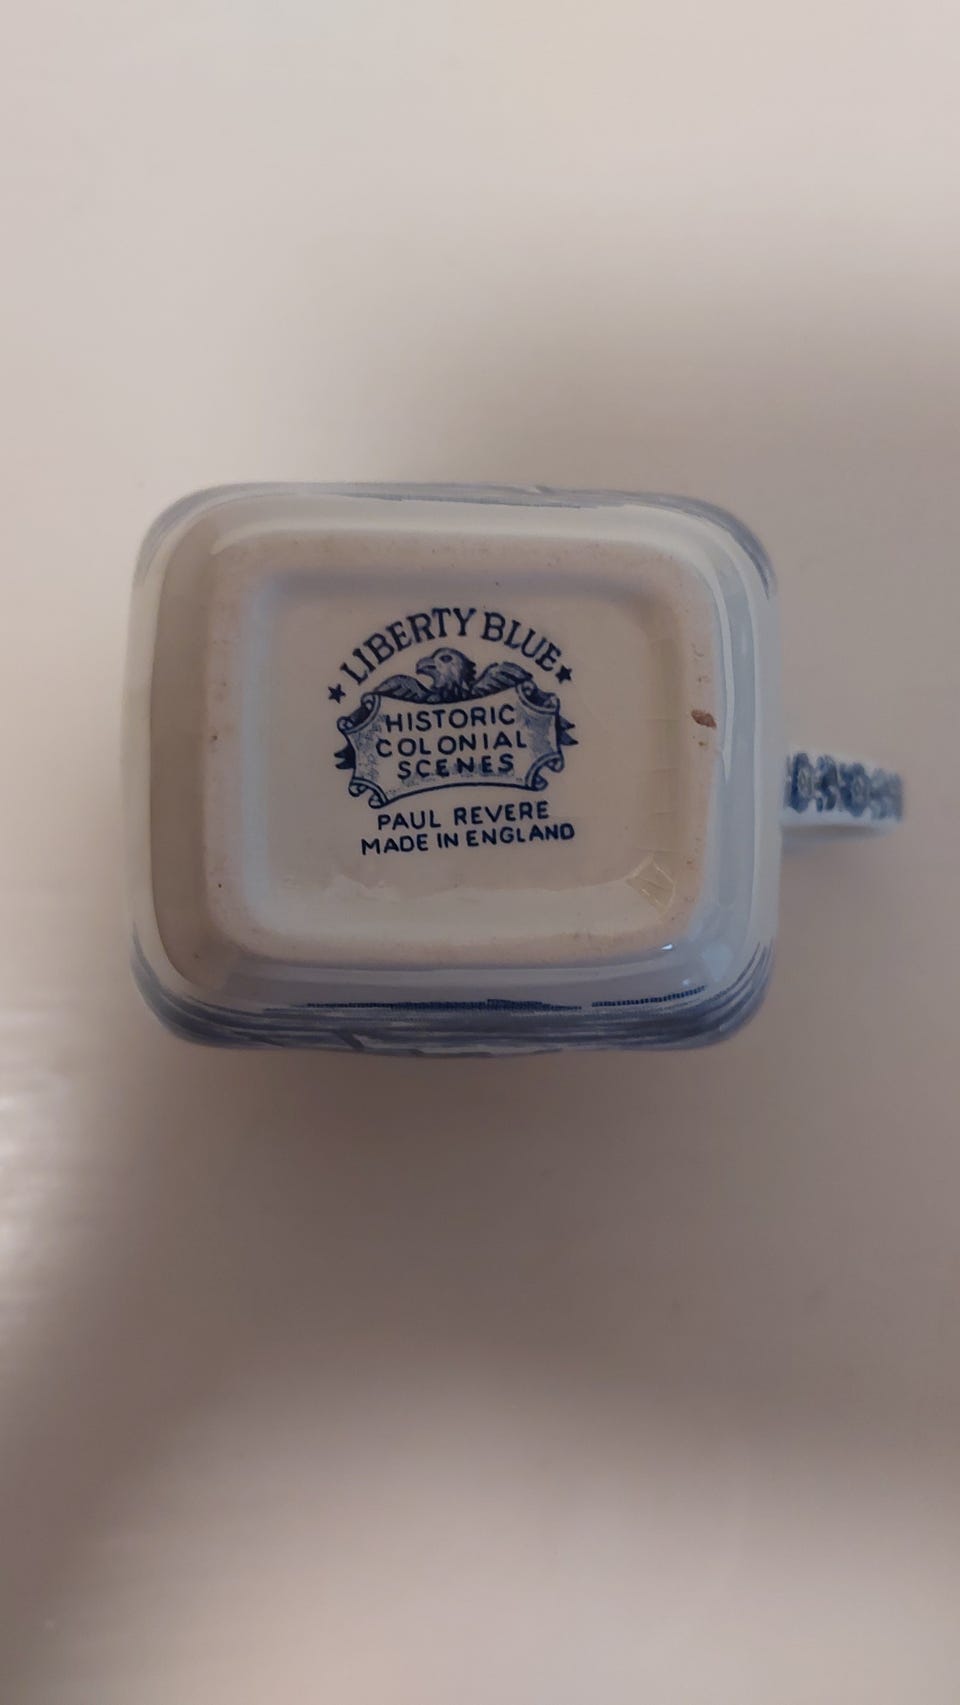 LIBERTY BLUE
HISTORIC
COLONIAL
SCENES
PAUL REVERE
MADE IN ENGLAND